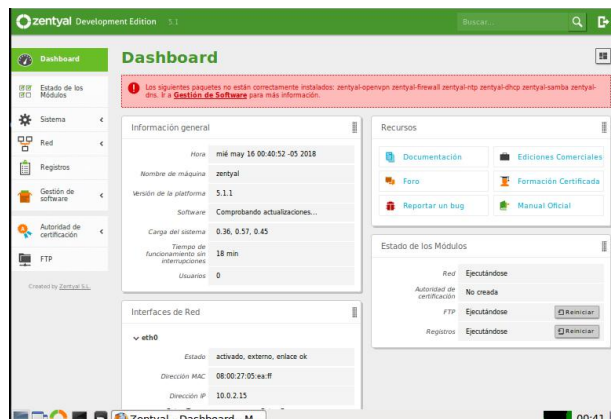 zentyal Development Edition 5.1
Buscar...
Dashboard
Estado de los
Módulos
Sistema
Red
Registros
Gestión de
software
Autoridad de
certificación
FTP
Created by Zentyal S.L.
Dashboard
Los siguientes paquetes no están correctamente instalados: zentyal-openvpn zentyal-firewall zentyal-ntp zentyal-dhcp zentyal-samba zentyal-
dns. Ir a Gestión de Software para más información.
Información general
Hora mié may 16 00:40:52 -05 2018
Nombre de máquina zentyal
Versión de la plataforma 5.1.1
Software Comprobando actualizaciones...
Carga del sistema 0.36, 0.57, 0.45
Tiempo de
funcionamiento sin 18 min
interrupciones
Usuarios 0
Interfaces de Red
eth0
Estado activado, externo, enlace ok
Dirección MAC 08:00:27:05:ea:ff
Dirección IP 10.0.2.15
Recursos
Documentación Ediciones Comerciales
Foro Formación Certificada
Reportar un bug Manual Oficial
Estado de los Módulos
Red Ejecutándose
Autoridad de
certificación No creada
FTP Ejecutándose Reiniciar
Registros Ejecutándose Reiniciar
Zentyal - Dashboard - M
00:41